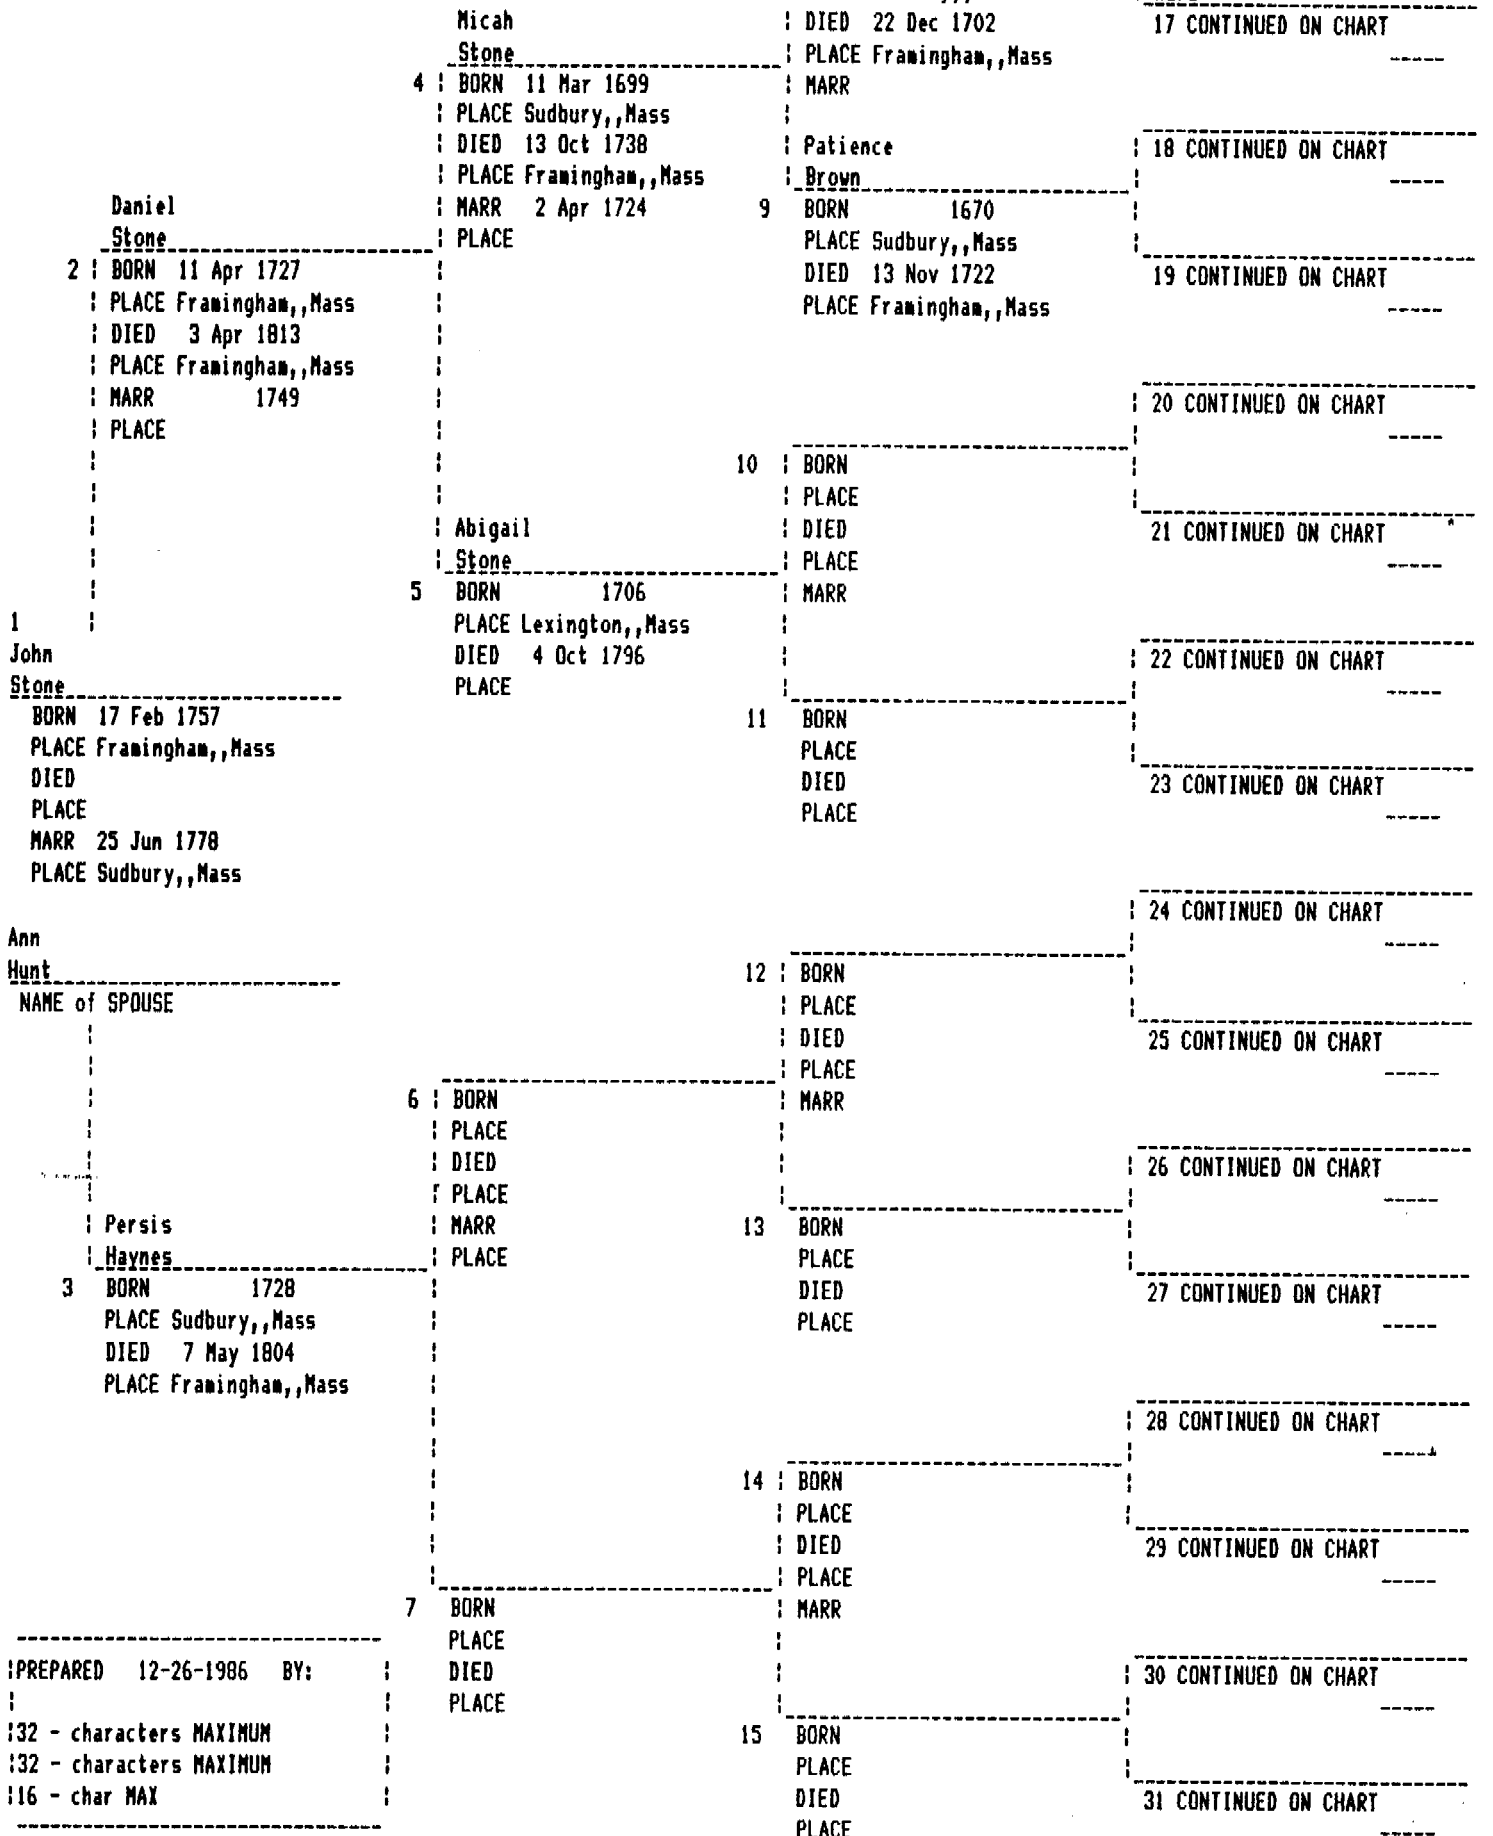 Micah
Stone
4 BORN 11 Mar 1699
PLACE Sudbury,,Mass
DIED 13 Oct 1738
PLACE Framingham,,Mass
MARR 2 Apr 1724
PLACE
DIED 22 Dec 1702
PLACE Framingham,,Mass
MARR
17 CONTINUED ON CHART
Patience
Brown
9 BORN 1670
PLACE Sudbury,,Mass
DIED 13 Nov 1722
PLACE Framingham,,Mass
18 CONTINUED ON CHART
19 CONTINUED ON CHART
Daniel
Stone
2 BORN 11 Apr 1727
PLACE Framingham,,Mass
DIED 3 Apr 1813
PLACE Framingham,,Mass
MARR 1749
PLACE
10 BORN
PLACE
DIED
PLACE
MARR
20 CONTINUED ON CHART
21 CONTINUED ON CHART
Abigail
Stone
5 BORN 1706
PLACE Lexington,,Mass
DIED 4 Oct 1796
PLACE
11 BORN
PLACE
DIED
PLACE
22 CONTINUED ON CHART
23 CONTINUED ON CHART
1
John
Stone
BORN 17 Feb 1757
PLACE Framingham,,Mass
DIED
PLACE
MARR 25 Jun 1778
PLACE Sudbury,,Mass
Ann
Hunt
NAME of SPOUSE
12 BORN
PLACE
DIED
PLACE
MARR
24 CONTINUED ON CHART
25 CONTINUED ON CHART
6 BORN
PLACE
DIED
PLACE
MARR
PLACE
13 BORN
PLACE
DIED
PLACE
26 CONTINUED ON CHART
27 CONTINUED ON CHART
Persis
Haynes
3 BORN 1728
PLACE Sudbury,,Mass
DIED 7 May 1804
PLACE Framingham,,Mass
14 BORN
PLACE
DIED
PLACE
MARR
28 CONTINUED ON CHART
29 CONTINUED ON CHART
7 BORN
PLACE
DIED
PLACE
15 BORN
PLACE
DIED
PLACE
30 CONTINUED ON CHART
31 CONTINUED ON CHART
PREPARED 12-26-1986 BY:
32 - characters MAXIMUM
32 - characters MAXIMUM
16 - char MAX